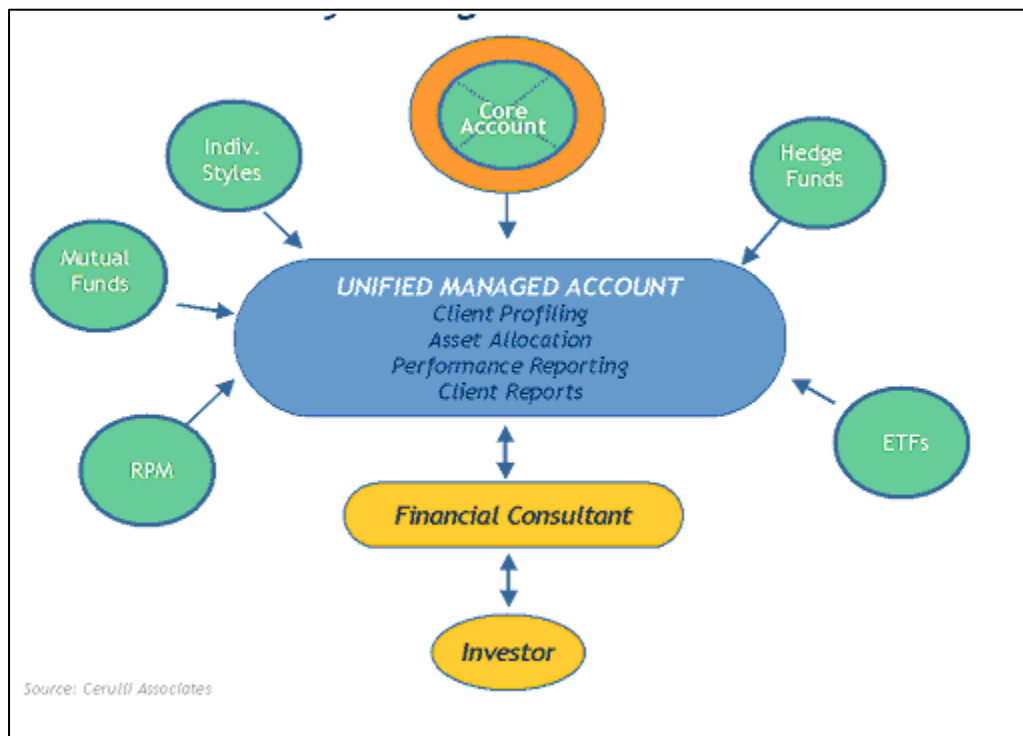 Core
Account
Indiv.
Styles
Hedge
Funds
Mutual
Funds
UNIFIED MANAGED ACCOUNT
Client Profiling
Asset Allocation
Performance Reporting
Client Reports
RPM
ETFs
Financial Consultant
Investor
Source: Cerulli Associates